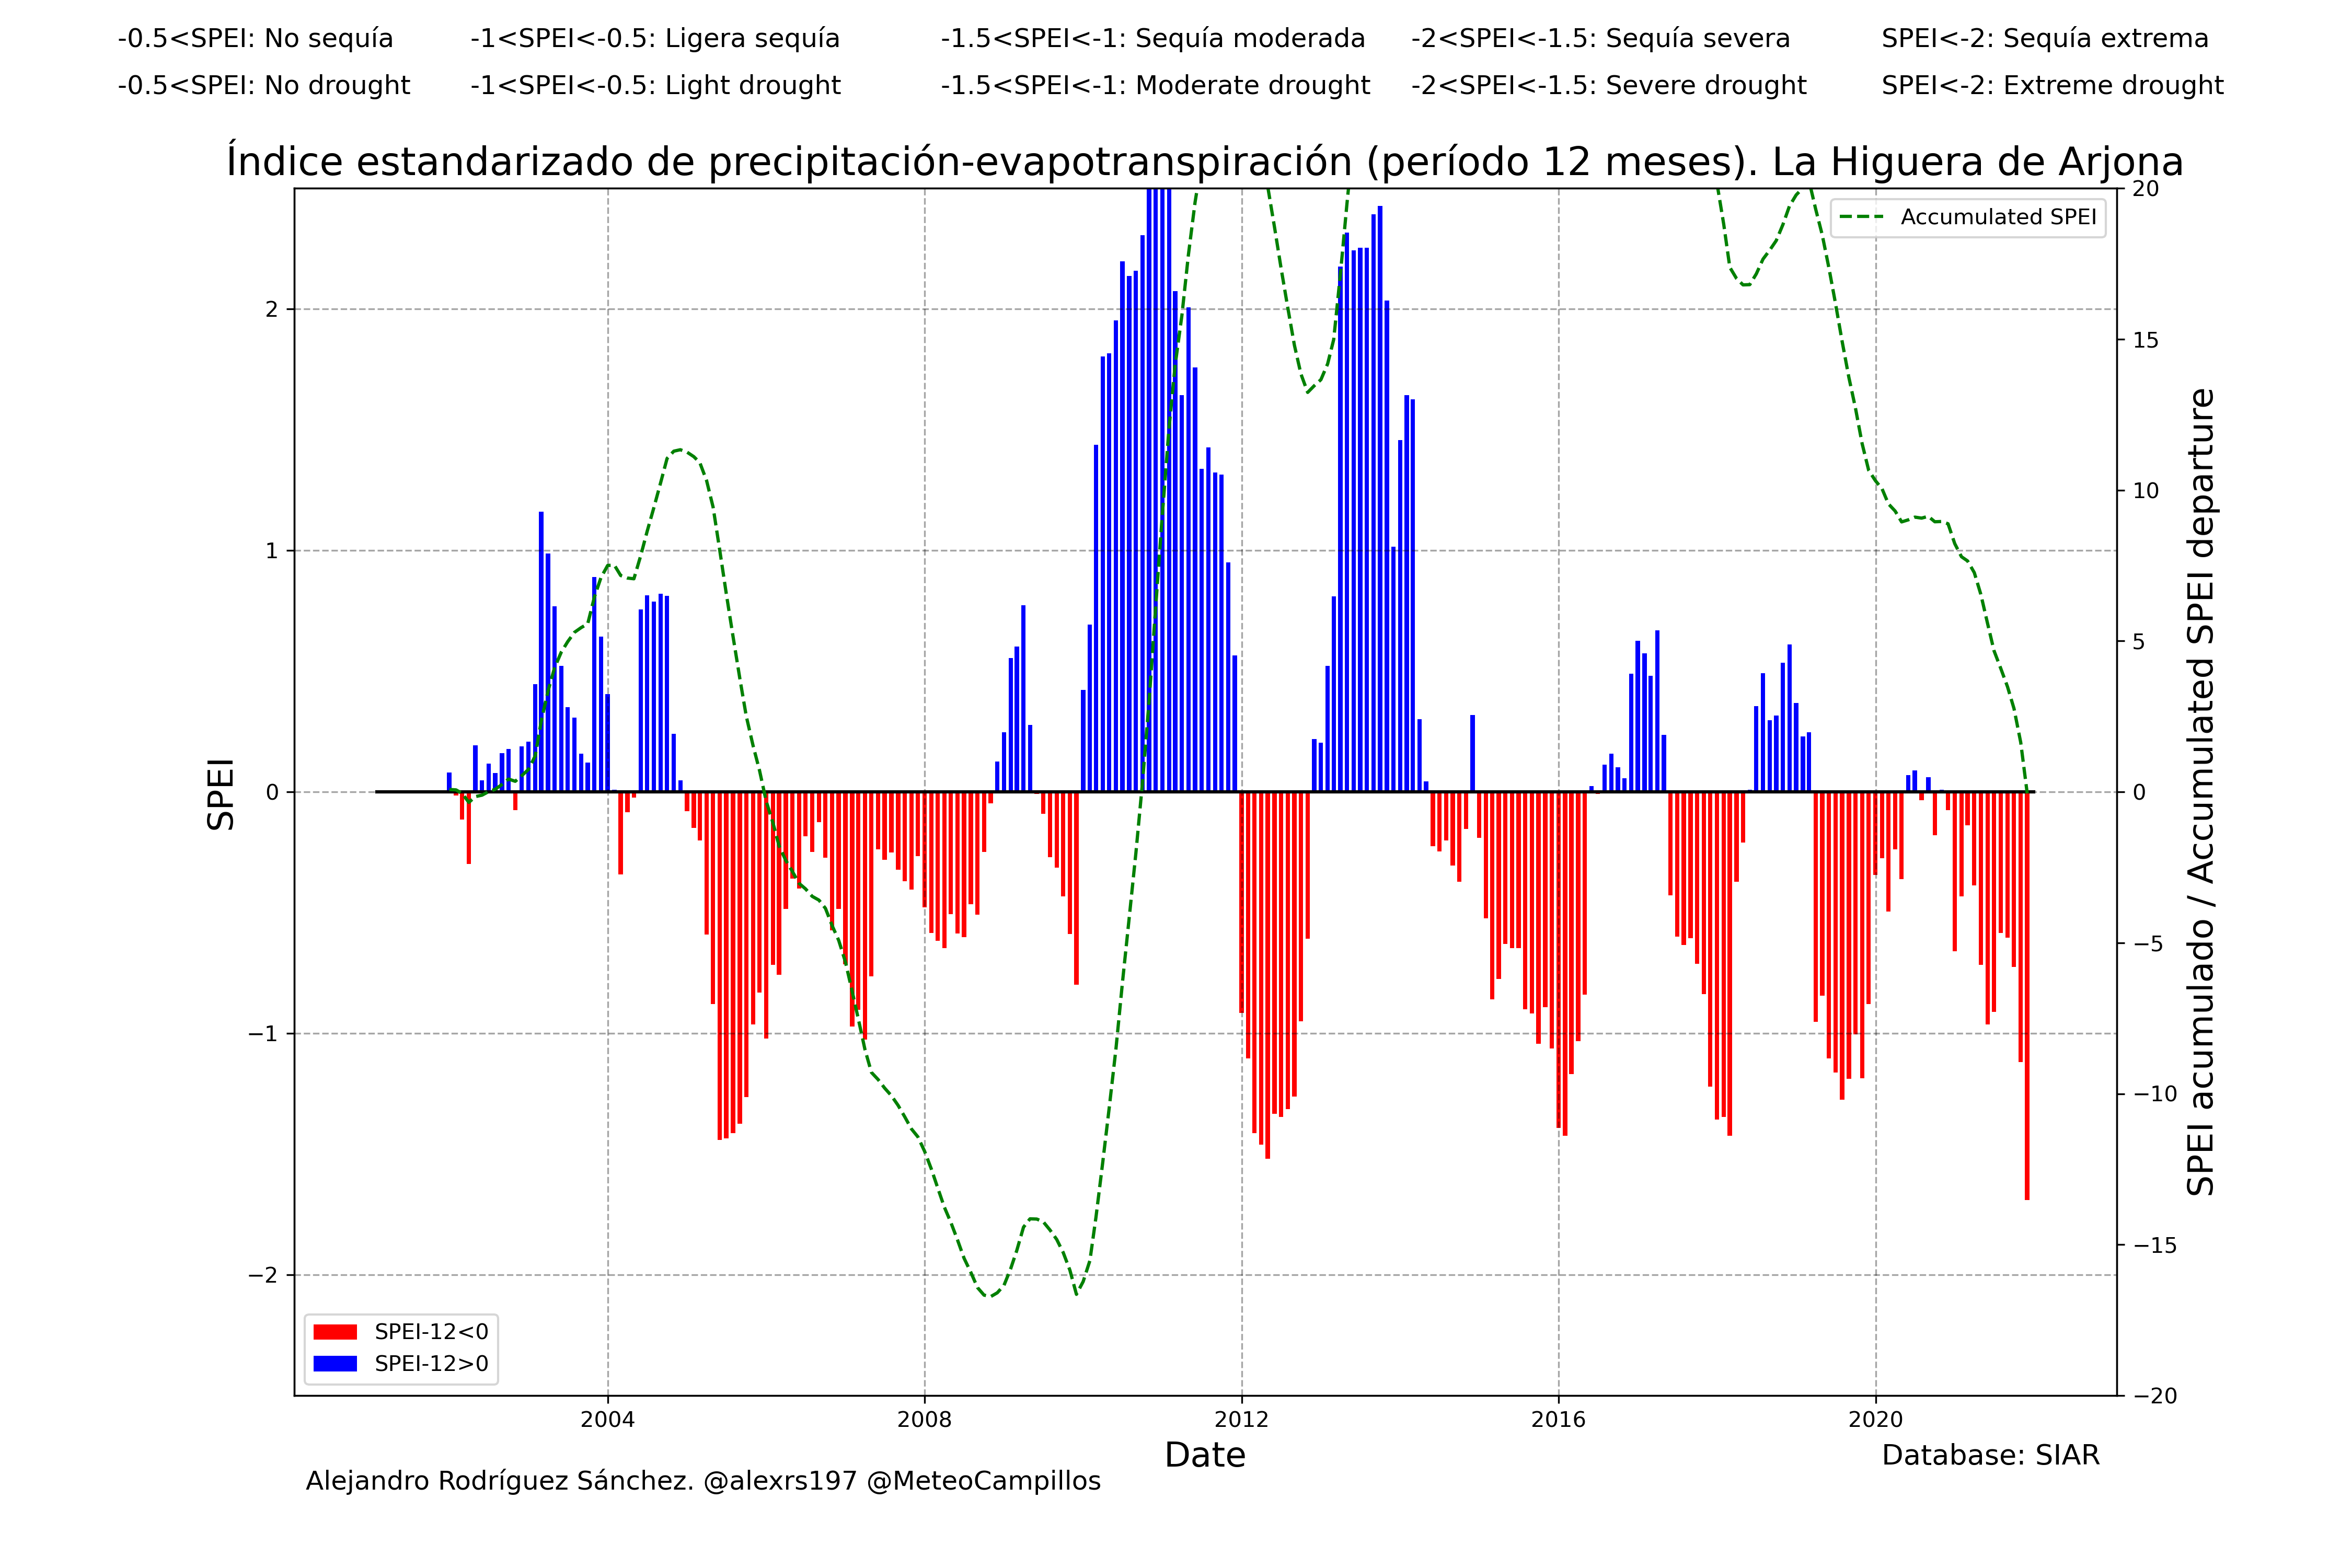 -0.5<SPEI: No sequía -1<SPEI<-0.5: Ligera sequía -1.5<SPEI<-1: Sequía moderada -2<SPEI<-1.5: Sequía severa SPEI<-2: Sequía extrema
-0.5<SPEI: No drought -1<SPEI<-0.5: Light drought -1.5<SPEI<-1: Moderate drought -2<SPEI<-1.5: Severe drought SPEI<-2: Extreme drought
Índice estandarizado de precipitación-evapotranspiración (período 12 meses). La Higuera de Arjona
Accumulated SPEI
SPEI
2
1
0
−1
−2
20
15
10
5
0
−5
−10
−15
−20
SPEI acumulado / Accumulated SPEI departure
SPEI-12<0
SPEI-12>0
2004 2008 2012 2016 2020
Date
Database: SIAR
Alejandro Rodríguez Sánchez. @alexrs197 @MeteoCampillos